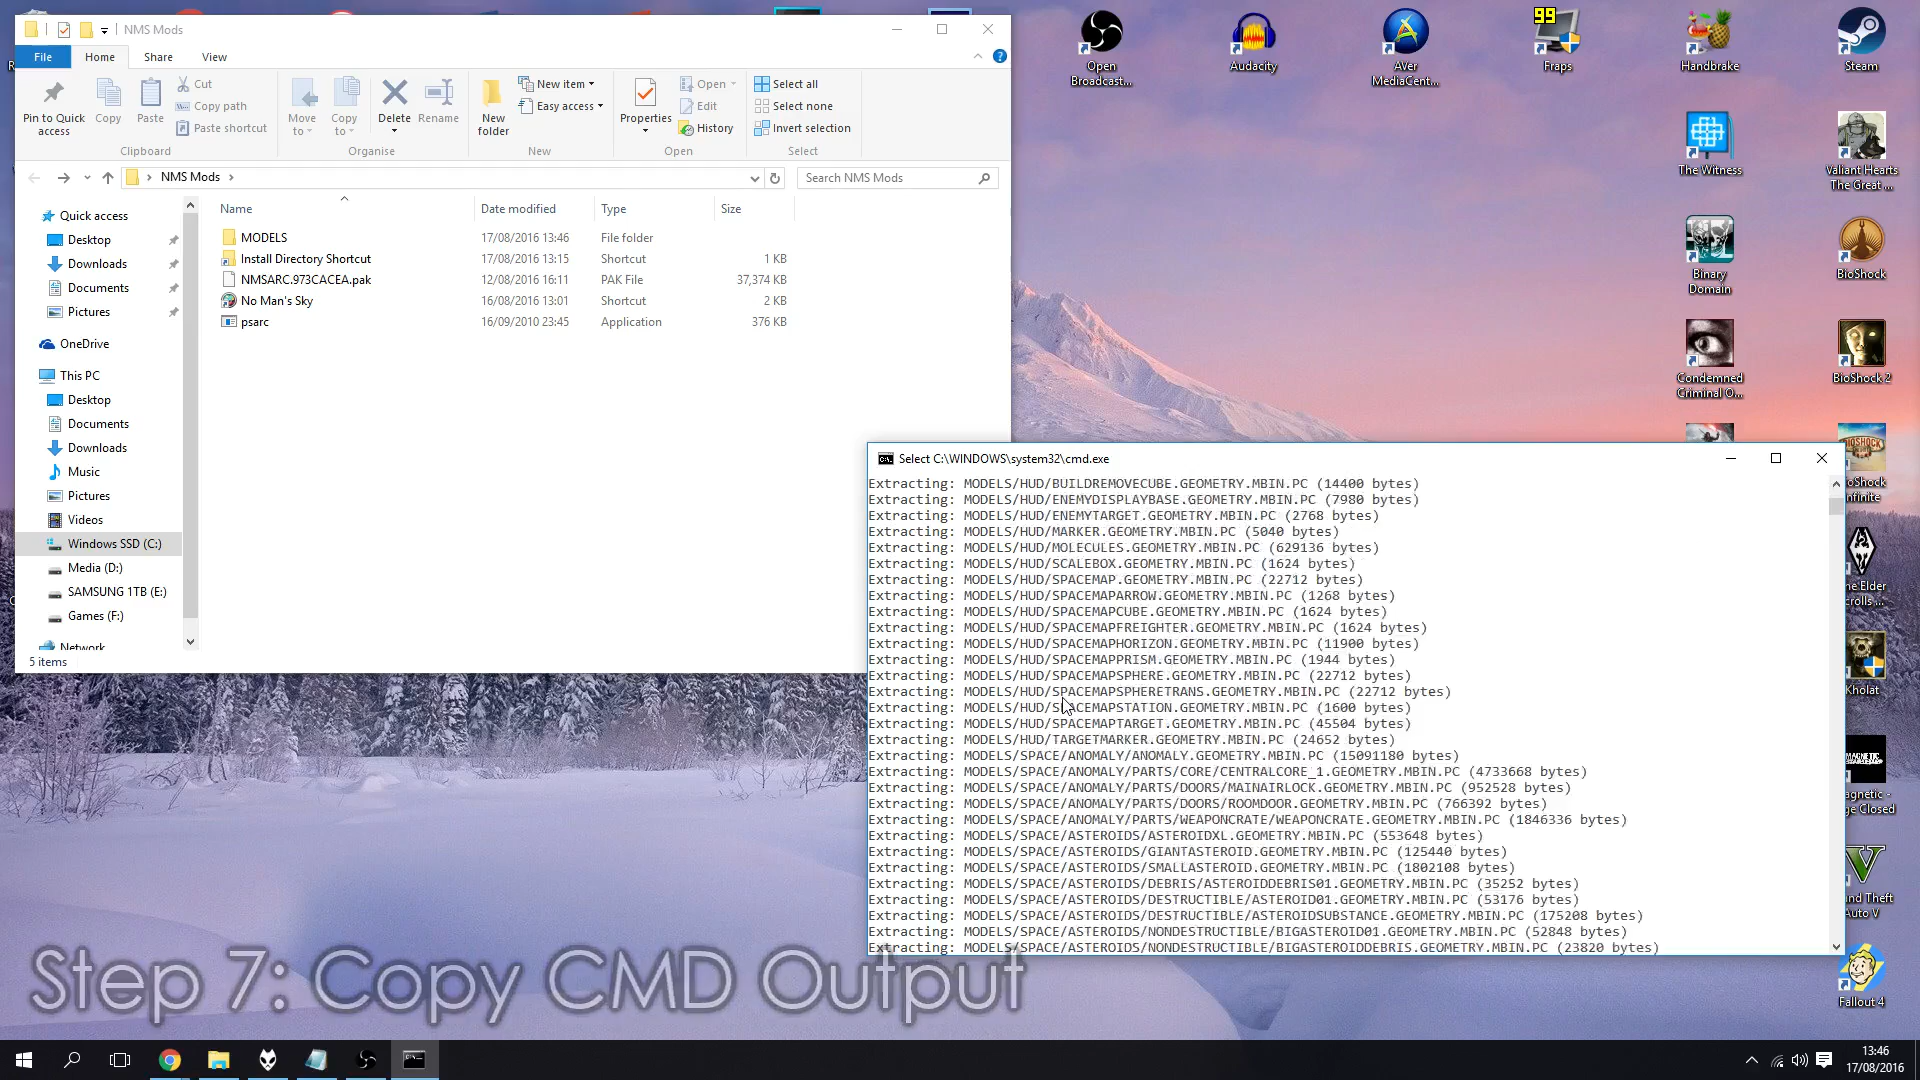 NMS Mods
File
Home
Share
View
Pin to Quick access
Copy
Paste
Cut
Copy path
Paste shortcut
Clipboard
Move to
Copy to
Delete
Rename
Organise
New folder
New item
Easy access
New
Properties
Open
Edit
History
Open
Select all
Select none
Invert selection
Select
NMS Mods
Search NMS Mods
Quick access
Desktop
Downloads
Documents
Pictures
OneDrive
This PC
Desktop
Documents
Downloads
Music
Pictures
Videos
Windows SSD (C:)
Media (D:)
SAMSUNG 1TB (E:)
Games (F:)
Network
5 items
Name Date modified Type Size
MODELS 17/08/2016 13:46 File folder
Install Directory Shortcut 17/08/2016 13:15 Shortcut 1 KB
NMSARC.973CACEA.pak 12/08/2016 16:11 PAK File 37,374 KB
No Man's Sky 16/08/2016 13:01 Shortcut 2 KB
psarc 16/09/2010 23:45 Application 376 KB
Open
Broadcast...
Audacity
AVer
MediaCent...
99
Fraps
Handbrake
Steam
The Witness
Valiant Hearts
The Great ...
Binary
Domain
BioShock
Condemned
Criminal O...
BioShock 2
Kholat
Fallout 4
Select C:\WINDOWS\system32\cmd.exe
Extracting: MODELS/HUD/BUILDREMOVECUBE.GEOMETRY.MBIN.PC (14400 bytes)
Extracting: MODELS/HUD/ENEMYDISPLAYBASE.GEOMETRY.MBIN.PC (7980 bytes)
Extracting: MODELS/HUD/ENEMYTARGET.GEOMETRY.MBIN.PC (2768 bytes)
Extracting: MODELS/HUD/MARKER.GEOMETRY.MBIN.PC (5040 bytes)
Extracting: MODELS/HUD/MOLECULES.GEOMETRY.MBIN.PC (629136 bytes)
Extracting: MODELS/HUD/SCALEBOX.GEOMETRY.MBIN.PC (1624 bytes)
Extracting: MODELS/HUD/SPACEMAP.GEOMETRY.MBIN.PC (22712 bytes)
Extracting: MODELS/HUD/SPACEMAPARROW.GEOMETRY.MBIN.PC (1268 bytes)
Extracting: MODELS/HUD/SPACEMAPCUBE.GEOMETRY.MBIN.PC (1624 bytes)
Extracting: MODELS/HUD/SPACEMAPFREIGHTER.GEOMETRY.MBIN.PC (1624 bytes)
Extracting: MODELS/HUD/SPACEMAPHORIZON.GEOMETRY.MBIN.PC (11900 bytes)
Extracting: MODELS/HUD/SPACEMAPPRISM.GEOMETRY.MBIN.PC (1944 bytes)
Extracting: MODELS/HUD/SPACEMAPSPHERE.GEOMETRY.MBIN.PC (22712 bytes)
Extracting: MODELS/HUD/SPACEMAPSPHERETRANS.GEOMETRY.MBIN.PC (22712 bytes)
Extracting: MODELS/HUD/SPACEMAPSTATION.GEOMETRY.MBIN.PC (1600 bytes)
Extracting: MODELS/HUD/SPACEMAPTARGET.GEOMETRY.MBIN.PC (45504 bytes)
Extracting: MODELS/HUD/TARGETMARKER.GEOMETRY.MBIN.PC (24652 bytes)
Extracting: MODELS/SPACE/ANOMALY/ANOMALY.GEOMETRY.MBIN.PC (15091180 bytes)
Extracting: MODELS/SPACE/ANOMALY/PARTS/CORE/CENTRALCORE_1.GEOMETRY.MBIN.PC (4733668 bytes)
Extracting: MODELS/SPACE/ANOMALY/PARTS/DOORS/MAINAIRLOCK.GEOMETRY.MBIN.PC (952528 bytes)
Extracting: MODELS/SPACE/ANOMALY/PARTS/DOORS/ROOMDOOR.GEOMETRY.MBIN.PC (766392 bytes)
Extracting: MODELS/SPACE/ANOMALY/PARTS/WEAPONCRATE/WEAPONCRATE.GEOMETRY.MBIN.PC (1846336 bytes)
Extracting: MODELS/SPACE/ASTEROIDS/ASTEROIDXL.GEOMETRY.MBIN.PC (553648 bytes)
Extracting: MODELS/SPACE/ASTEROIDS/GIANTASTEROID.GEOMETRY.MBIN.PC (125440 bytes)
Extracting: MODELS/SPACE/ASTEROIDS/SMALLASTEROID.GEOMETRY.MBIN.PC (1802108 bytes)
Extracting: MODELS/SPACE/ASTEROIDS/DEBRIS/ASTEROIDDEBRIS01.GEOMETRY.MBIN.PC (35252 bytes)
Extracting: MODELS/SPACE/ASTEROIDS/DESTRUCTIBLE/ASTEROID01.GEOMETRY.MBIN.PC (53176 bytes)
Extracting: MODELS/SPACE/ASTEROIDS/DESTRUCTIBLE/ASTEROIDSUBSTANCE.GEOMETRY.MBIN.PC (175208 bytes)
Extracting: MODELS/SPACE/ASTEROIDS/NONDESTRUCTIBLE/BIGASTEROID01.GEOMETRY.MBIN.PC (52848 bytes)
Extracting: MODELS/SPACE/ASTEROIDS/NONDESTRUCTIBLE/BIGASTEROIDDEBRIS.GEOMETRY.MBIN.PC (23820 bytes)
Step 7: Copy CMD Output
13:46
17/08/2016